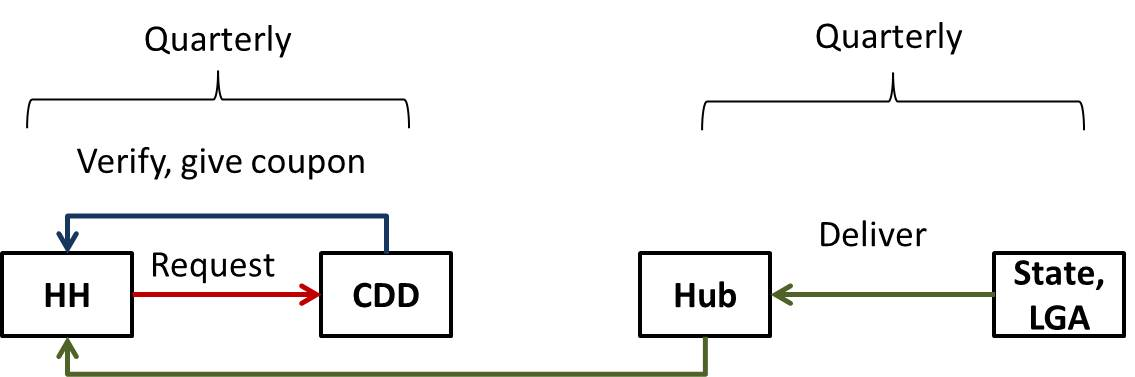 Quarterly
Quarterly
Verify, give coupon
Deliver
Request
HH
CDD
Hub
State,
LGA